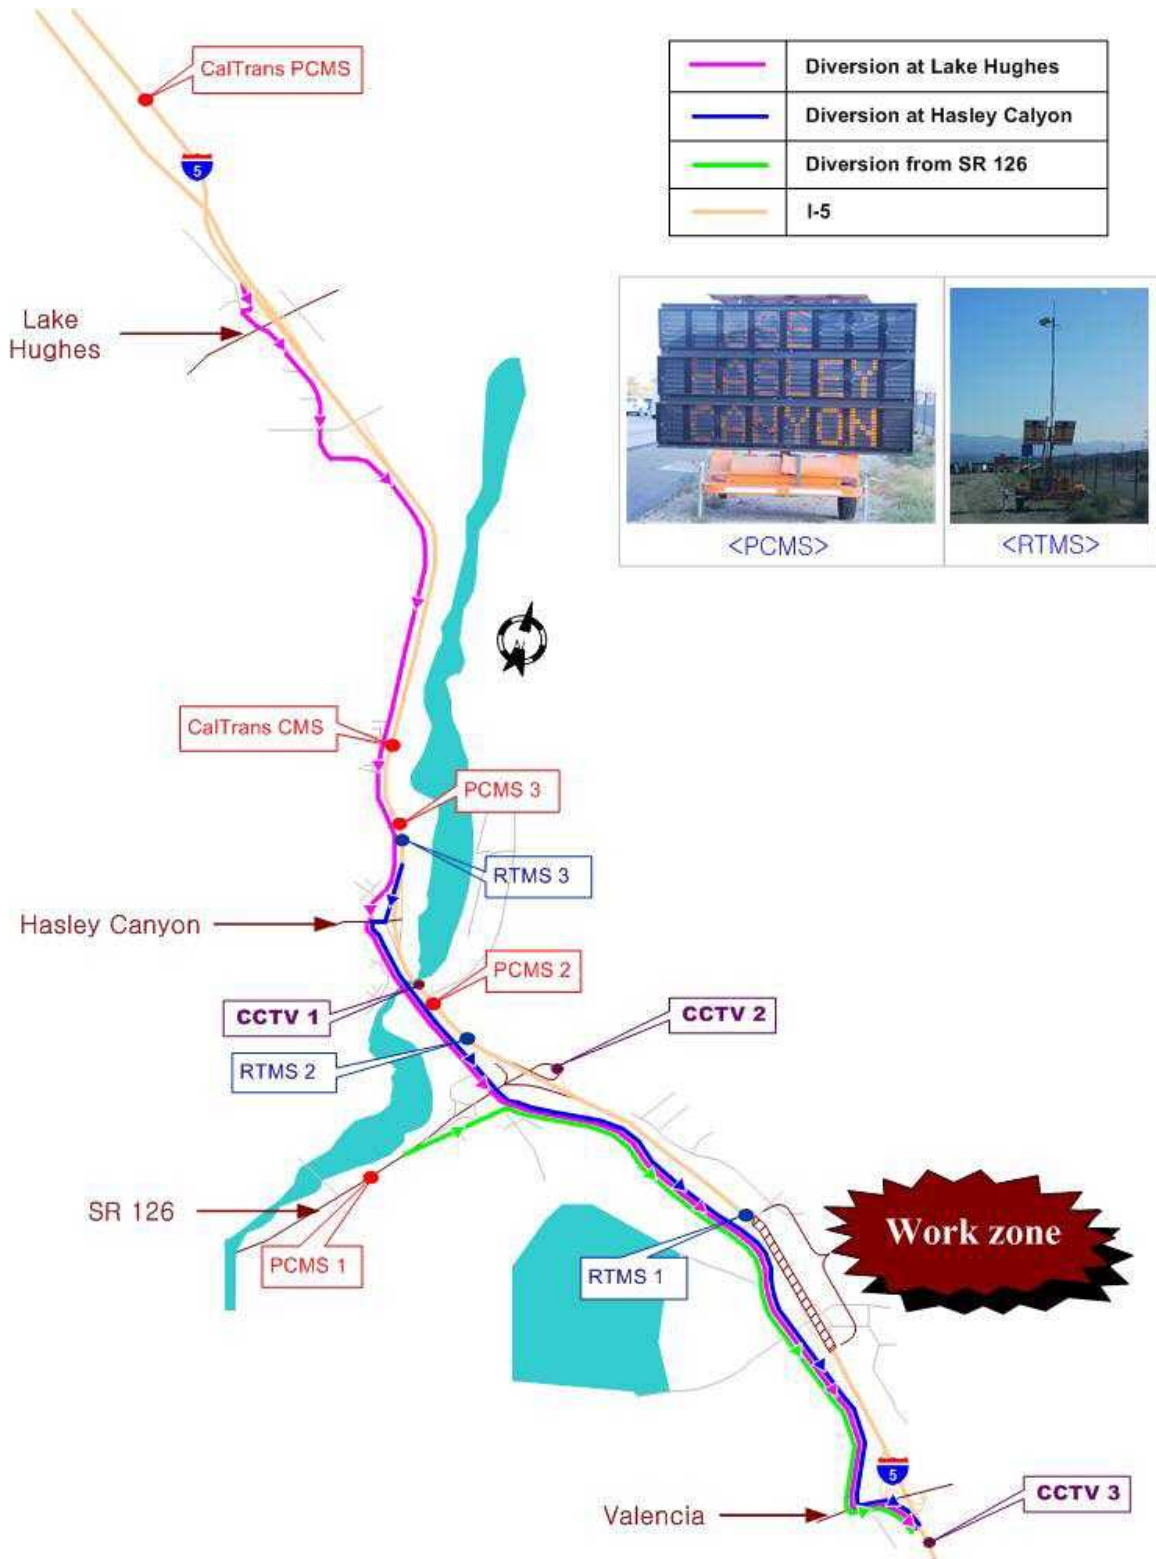 CalTrans PCMS
5
Diversion at Lake Hughes
Diversion at Hasley Calyon
Diversion from SR 126
I-5
Lake
Hughes
USE
HASLEY
CANYON
<PCMS>
<RTMS>
N
CalTrans CMS
PCMS 3
RTMS 3
Hasley Canyon
PCMS 2
CCTV 1
CCTV 2
RTMS 2
SR 126
PCMS 1
RTMS 1
Work zone
5
Valencia
CCTV 3